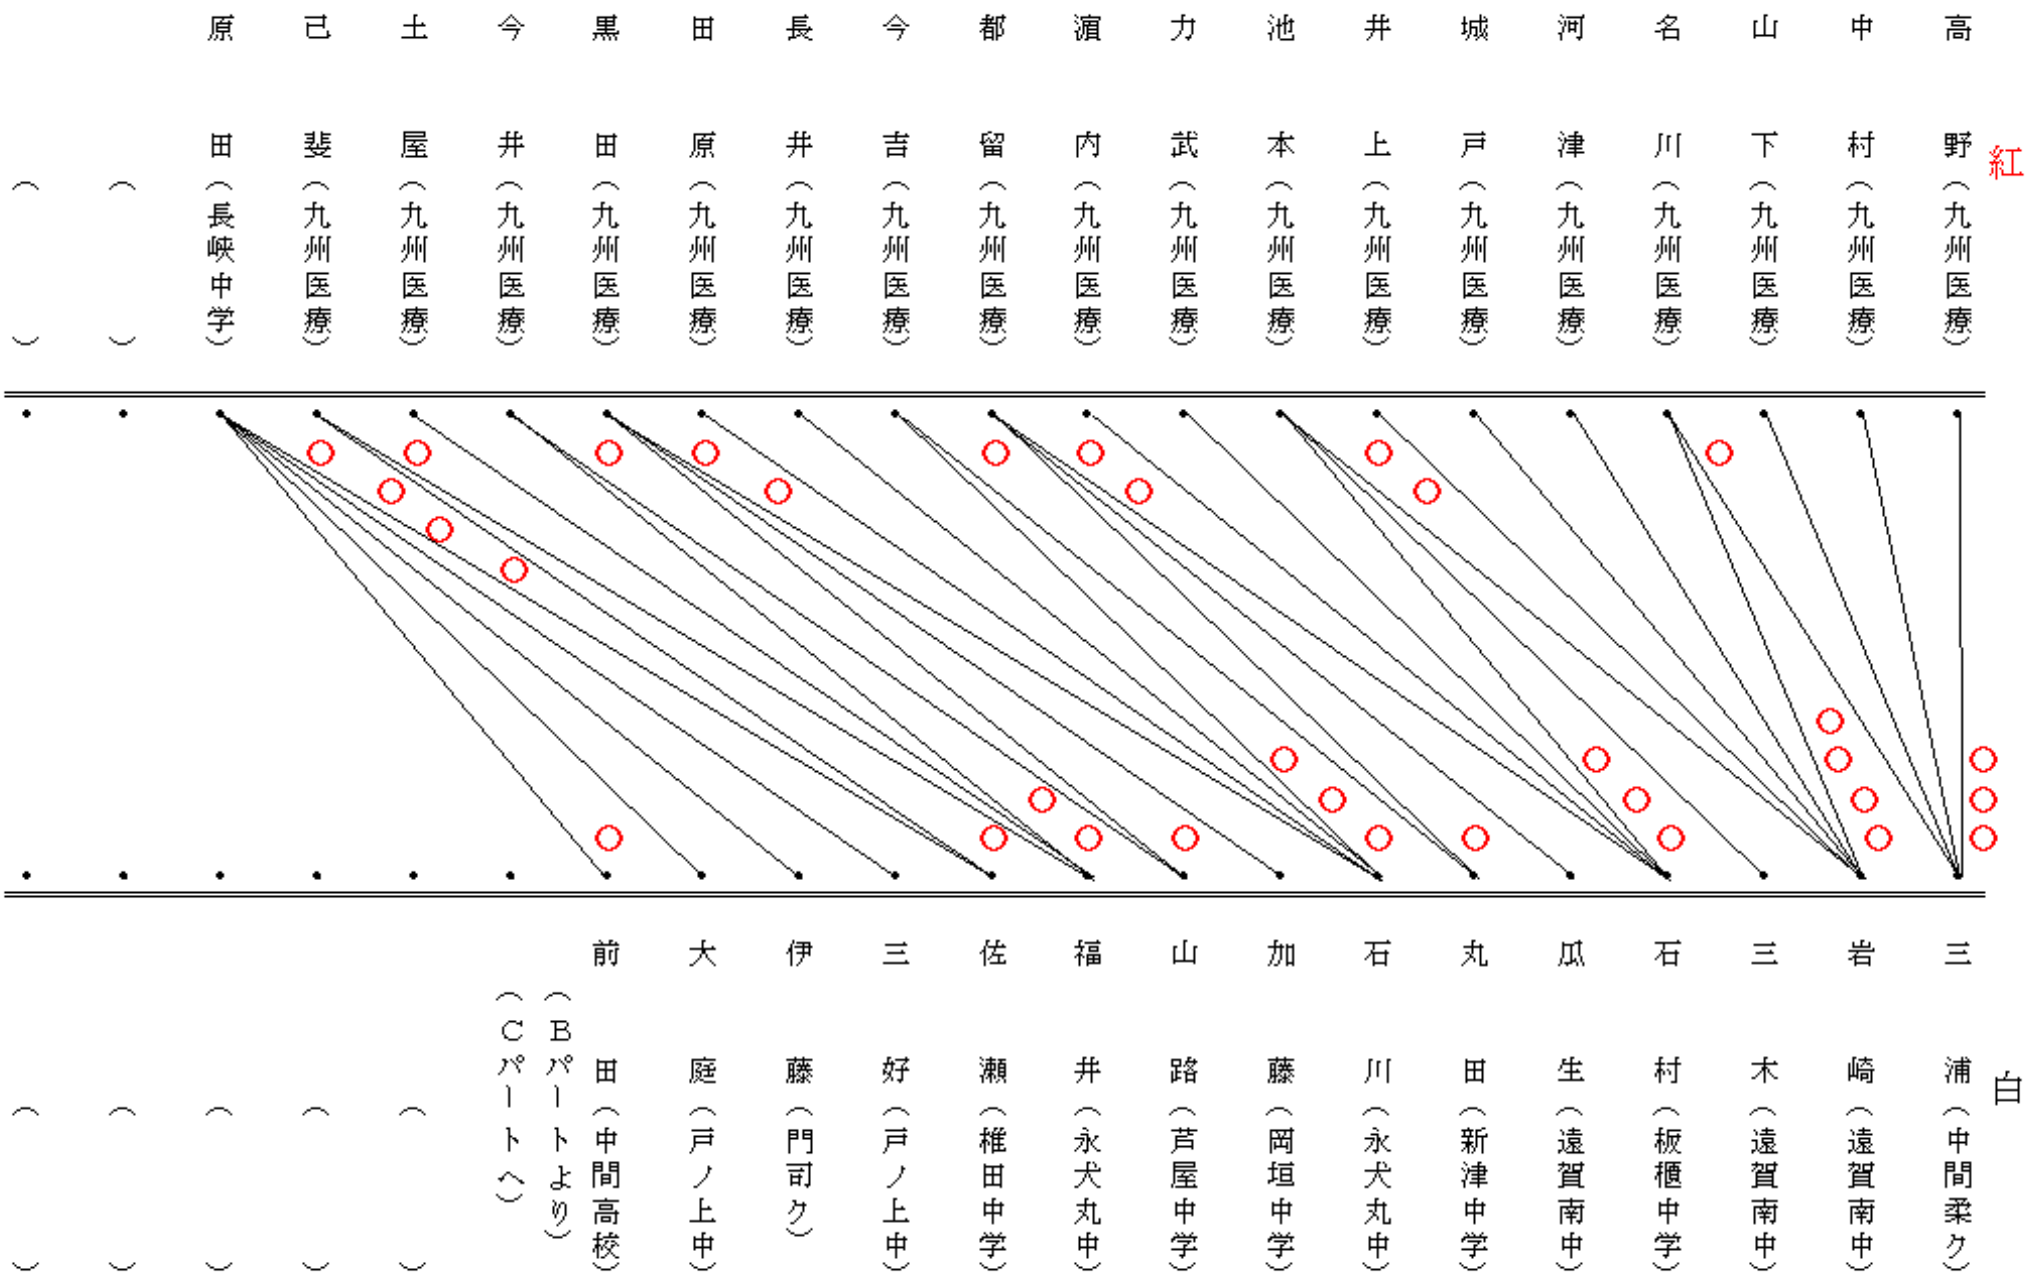 紅
高野（九州医療）
中村（九州医療）
山下（九州医療）
名川（九州医療）
河津（九州医療）
城戸（九州医療）
井上（九州医療）
池本（九州医療）
力武（九州医療）
濵内（九州医療）
都留（九州医療）
今吉（九州医療）
長井（九州医療）
田原（九州医療）
黒田（九州医療）
今井（九州医療）
土屋（九州医療）
己斐（九州医療）
原田（長峡中学）
（　）
（　）
白
三浦（中間柔ク）
岩崎（遠賀南中）
三木（遠賀南中）
石村（板櫃中学）
瓜生（遠賀南中）
丸田（新津中学）
石川（永犬丸中）
加藤（岡垣中学）
山路（芦屋中学）
福井（永犬丸中）
佐瀬（椎田中学）
三好（戸ノ上中）
伊藤（門司ク）
大庭（戸ノ上中）
前田（中間高校）
（Ｂパートより）
（Ｃパートへ）
（　）
（　）
（　）
（　）
（　）